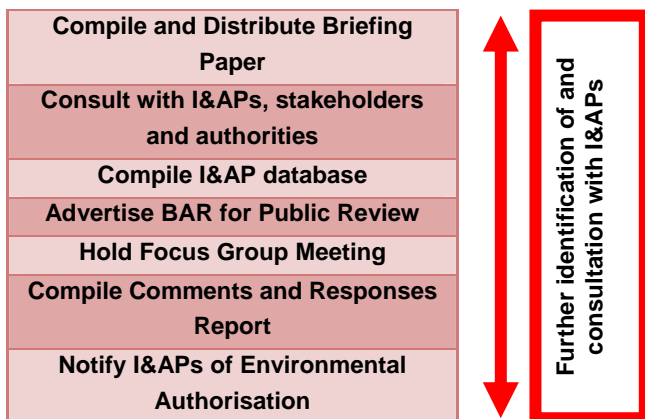 Compile and Distribute Briefing
Paper
Consult with I&APs, stakeholders
and authorities
Compile I&AP database
Advertise BAR for Public Review
Hold Focus Group Meeting
Compile Comments and Responses
Report
Notify I&APs of Environmental
Authorisation
Further identification of and
consultation with I&APs